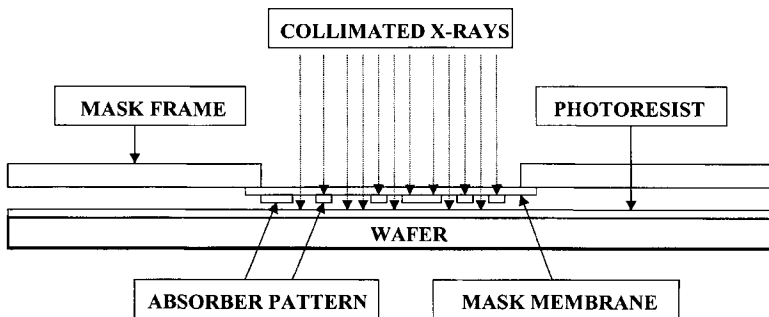 COLLIMATED X-RAYS
MASK FRAME
PHOTORESIST
WAFER
ABSORBER PATTERN
MASK MEMBRANE